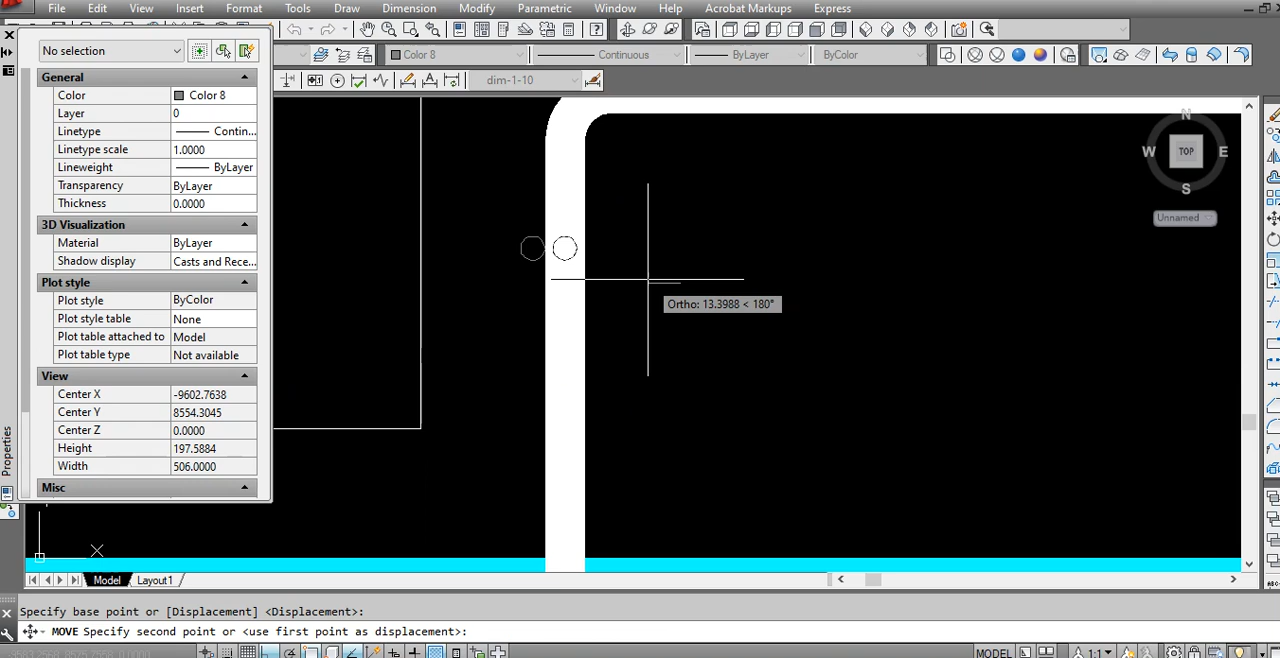 File Edit View Insert Format Tools Draw Dimension Modify Parametric Window Help Acrobat Markups Express
No selection
Color 8 Continuous ByLayer ByColor
dim-1-10
General
Color Color 8
Layer 0
Linetype Contin...
Linetype scale 1.0000
Lineweight ByLayer
Transparency ByLayer
Thickness 0.0000
3D Visualization
Material ByLayer
Shadow display Casts and Rece...
Plot style
Plot style ByColor
Plot style table None
Plot table attached to Model
Plot table type Not available
View
Center X -9602.7638
Center Y 8554.3045
Center Z 0.0000
Height 197.5884
Width 506.0000
Misc
Properties
N
W TOP E
S
Unnamed
Ortho: 13.3988 < 180°
Model Layout1
Specify base point or [Displacement] <Displacement>:
MOVE Specify second point or <use first point as displacement>:
MODEL 1:1